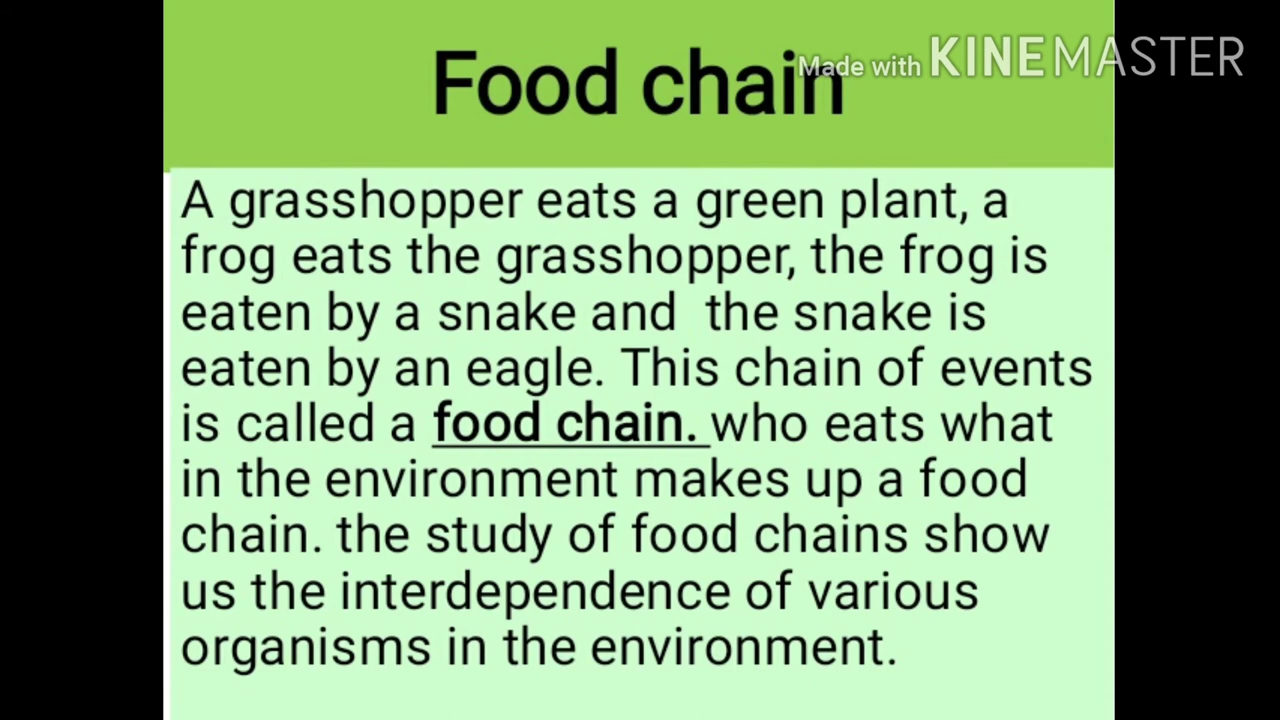 Food chain
Made with KINEMASTER
A grasshopper eats a green plant, a
frog eats the grasshopper, the frog is
eaten by a snake and  the snake is
eaten by an eagle. This chain of events
is called a food chain. who eats what
in the environment makes up a food
chain. the study of food chains show
us the interdependence of various
organisms in the environment.